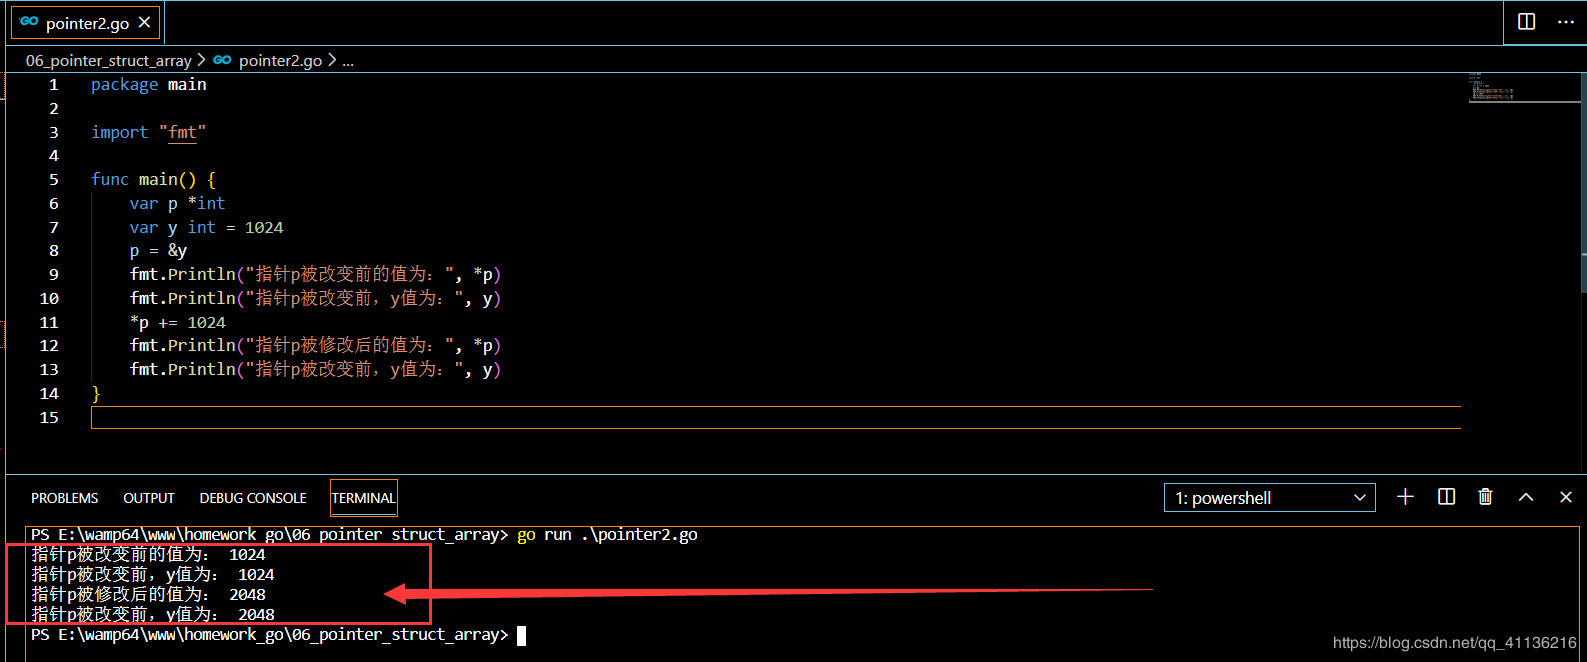 GO pointer2.go
06_pointer_struct_array > GO pointer2.go > ...
1 package main
2
3 import "fmt"
4
5 func main() {
6 var p *int
7 var y int = 1024
8 p = &y
9 fmt.Println("指针p被改变前的值为：", *p)
10 fmt.Println("指针p被改变前，y值为：", y)
11 *p += 1024
12 fmt.Println("指针p被修改后的值为：", *p)
13 fmt.Println("指针p被改变前，y值为：", y)
14 }
15
PROBLEMS OUTPUT DEBUG CONSOLE TERMINAL 1: powershell
PS E:\wamp64\www\homework_go\06_pointer_struct_array> go run .\pointer2.go
指针p被改变前的值为： 1024
指针p被改变前，y值为： 1024
指针p被修改后的值为： 2048
指针p被改变前，y值为： 2048
PS E:\wamp64\www\homework_go\06_pointer_struct_array>
https://blog.csdn.net/qq_41136216